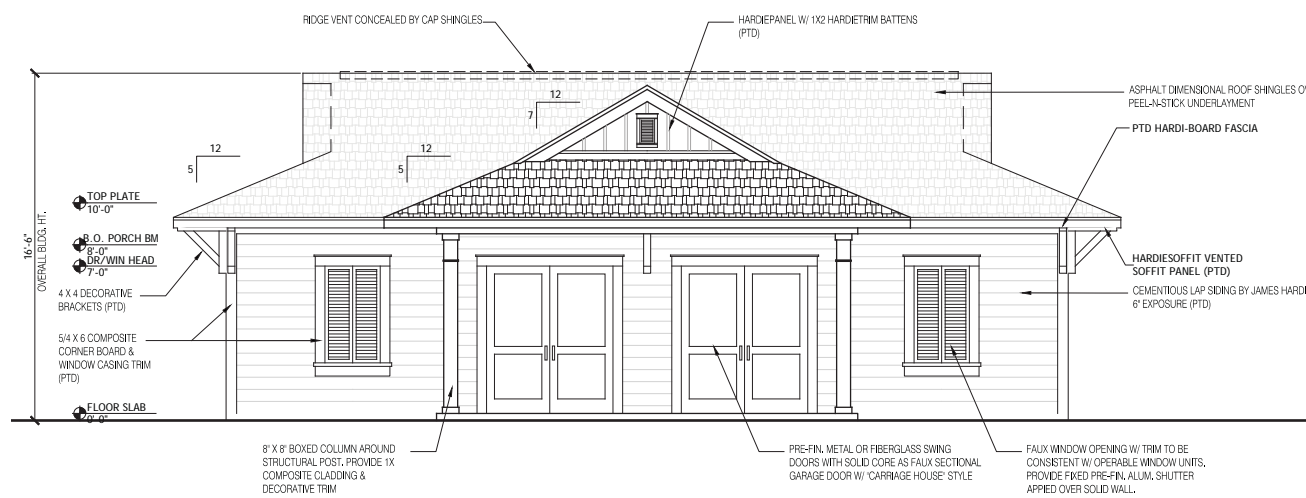 RIDGE VENT CONCEALED BY CAP SHINGLES
HARDIEPANEL W/ 1X2 HARDIETRIM BATTENS
(PTD)
12
7
ASPHALT DIMENSIONAL ROOF SHINGLES
PEEL-N-STICK UNDERLAYMENT
PTD HARDI-BOARD FASCIA
12
5
12
5
TOP PLATE
10'-0"
16'-6"
OVERALL BLDG. HT.
B.O. PORCH BM
8'-0"
DR/WIN HEAD
7'-0"
HARDIESOFFIT VENTED
SOFFIT PANEL (PTD)
4 X 4 DECORATIVE
BRACKETS (PTD)
CEMENTIOUS LAP SIDING BY JAMES HARDI
6" EXPOSURE (PTD)
5/4 X 6 COMPOSITE
CORNER BOARD &
WINDOW CASING TRIM
(PTD)
FLOOR SLAB
0'-0"
8" X 8" BOXED COLUMN AROUND
STRUCTURAL POST. PROVIDE 1X
COMPOSITE CLADDING &
DECORATIVE TRIM
PRE-FIN. METAL OR FIBERGLASS SWING
DOORS WITH SOLID CORE AS FAUX SECTIONAL
GARAGE DOOR W/ 'CARRIAGE HOUSE' STYLE
FAUX WINDOW OPENING W/ TRIM TO BE
CONSISTENT W/ OPERABLE WINDOW UNITS.
PROVIDE FIXED PRE-FIN. ALUM. SHUTTER
APPIED OVER SOLID WALL.